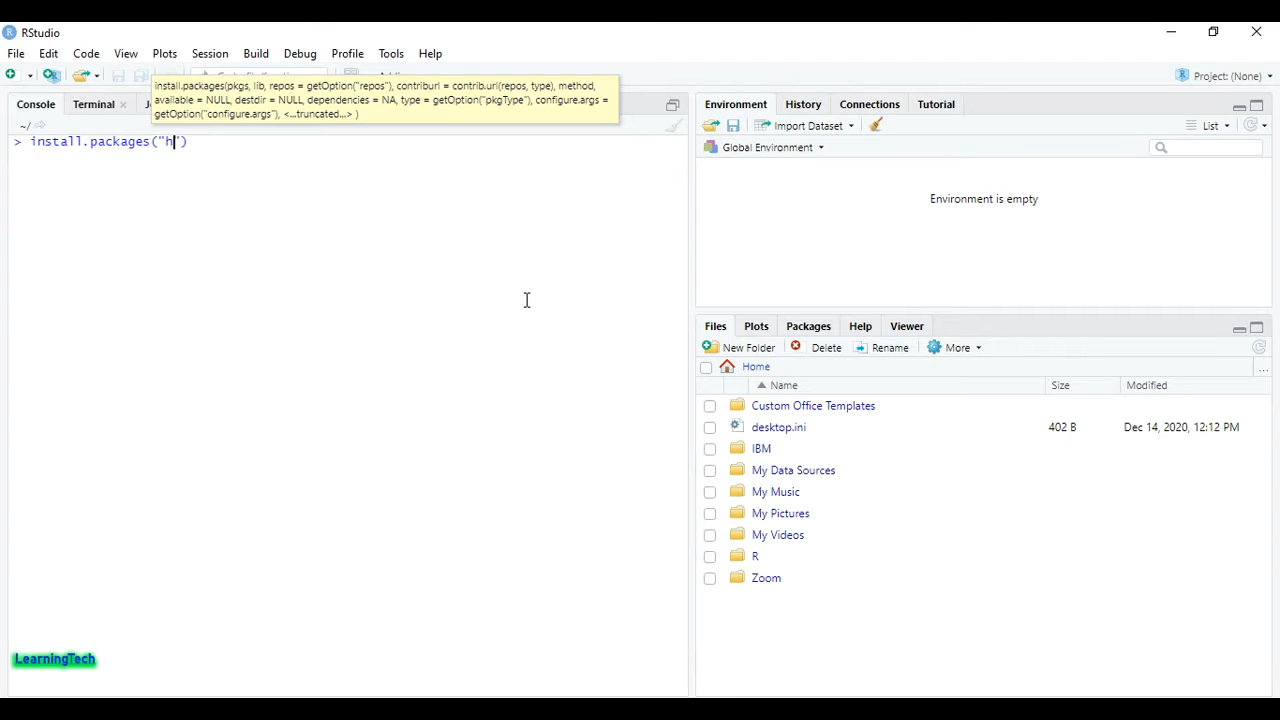 RStudio
File Edit Code View Plots Session Build Debug Profile Tools Help
Project: (None)
install.packages(pkgs, lib, repos = getOption("repos"), contriburl = contrib.url(repos, type), method,
available = NULL, destdir = NULL, dependencies = NA, type = getOption("pkgType"), configure.args =
getOption("configure.args"), <...truncated...> )
Console Terminal
~/
> install.packages("h")
Environment History Connections Tutorial
Import Dataset List
Global Environment
Environment is empty
Files Plots Packages Help Viewer
New Folder Delete Rename More
Home ...
Name Size Modified
Custom Office Templates
desktop.ini 402 B Dec 14, 2020, 12:12 PM
IBM
My Data Sources
My Music
My Pictures
My Videos
R
Zoom
LearningTech